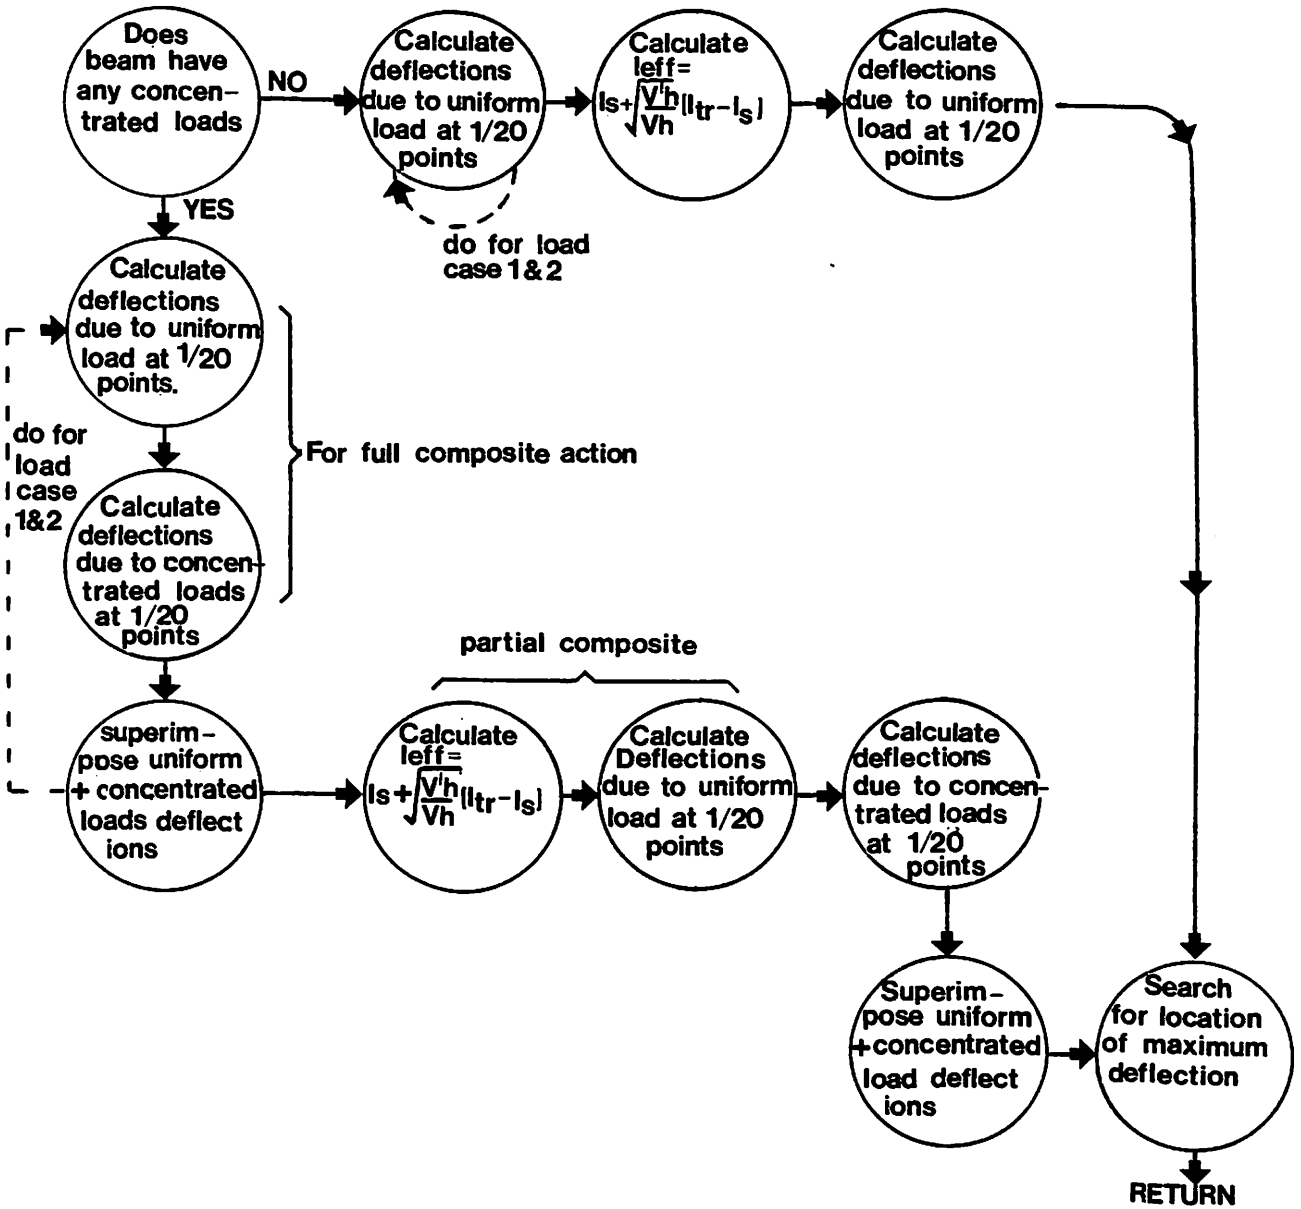 Does
beam have
any concen-
trated loads
NO
Calculate
deflections
due to uniform
load at 1/20
points
do for load
case 1&2
Calculate
Ieff=
Is+√V'h/Vh [Itr-Is]
Calculate
deflections
due to uniform
load at 1/20
points
YES
Calculate
deflections
due to uniform
load at 1/20
points.
do for
load
case
1&2
For full composite action
Calculate
deflections
due to concen-
trated loads
at 1/20
points
superim-
pose uniform
+ concentrated
loads deflect
ions
partial composite
Calculate
Ieff=
Is+√V'h/Vh [Itr-Is]
Calculate
Deflections
due to uniform
load at 1/20
points
Calculate
deflections
due to concen-
trated loads
at 1/20
points
Superim-
pose uniform
+concentrated
load deflect
ions
Search
for location
of maximum
deflection
RETURN